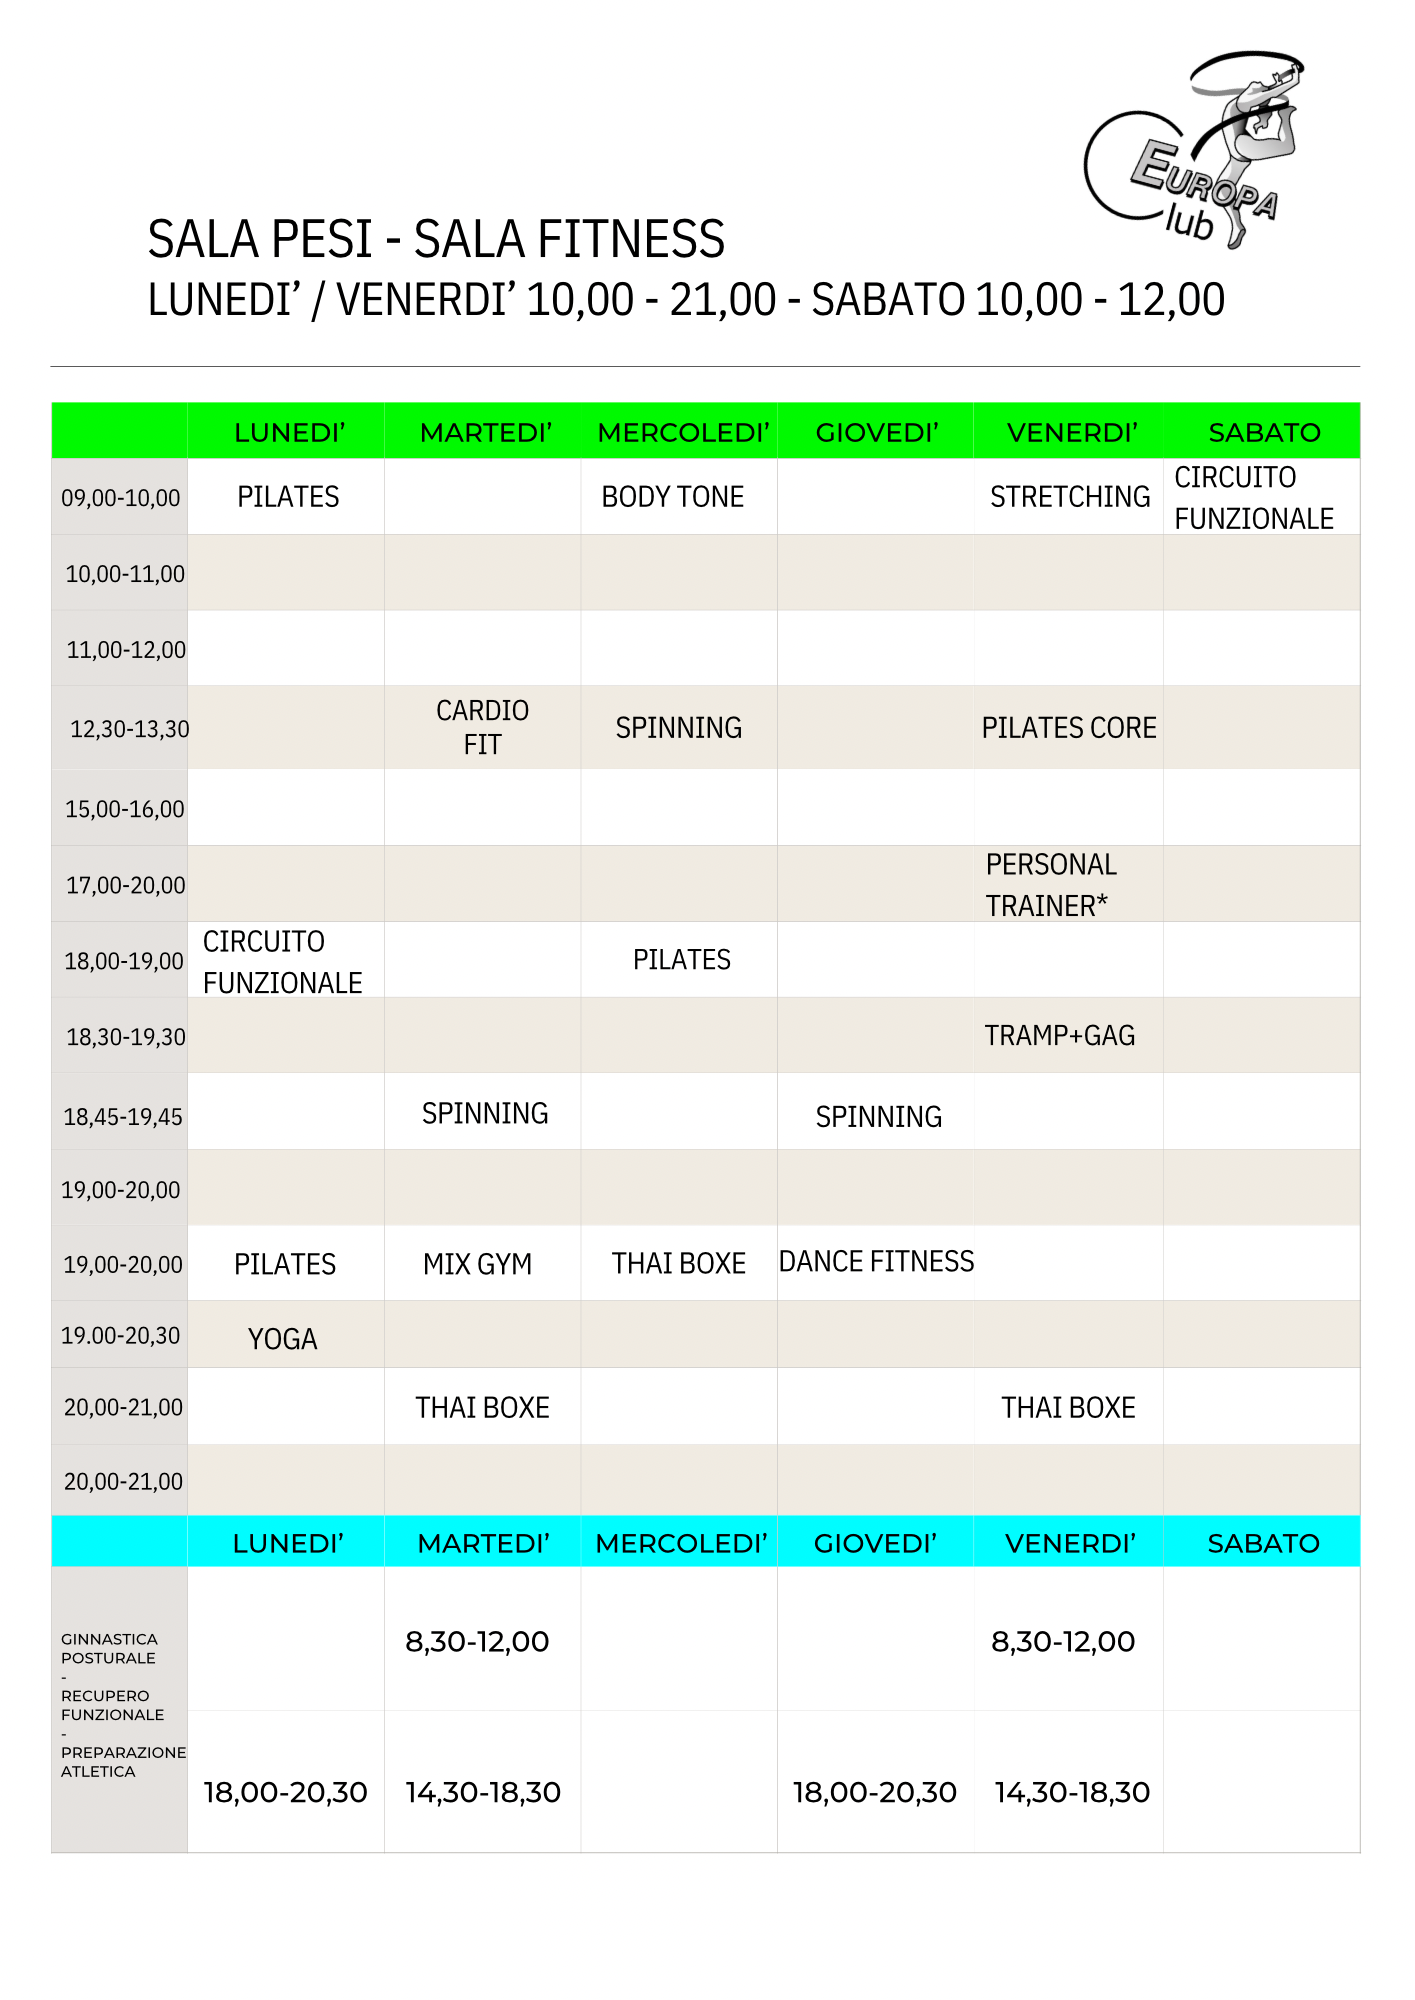 EUROPA
Club
SALA PESI - SALA FITNESS
LUNEDI’ / VENERDI’ 10,00 - 21,00 - SABATO 10,00 - 12,00
LUNEDI’ MARTEDI’ MERCOLEDI’ GIOVEDI’ VENERDI’ SABATO
09,00-10,00 PILATES BODY TONE STRETCHING CIRCUITO
FUNZIONALE
10,00-11,00
11,00-12,00
12,30-13,30 CARDIO
FIT SPINNING PILATES CORE
15,00-16,00
17,00-20,00 PERSONAL
TRAINER*
18,00-19,00 CIRCUITO
FUNZIONALE PILATES
18,30-19,30 TRAMP+GAG
18,45-19,45 SPINNING SPINNING
19,00-20,00
19,00-20,00 PILATES MIX GYM THAI BOXE DANCE FITNESS
19.00-20,30 YOGA
20,00-21,00 THAI BOXE THAI BOXE
20,00-21,00
LUNEDI’ MARTEDI’ MERCOLEDI’ GIOVEDI’ VENERDI’ SABATO
GINNASTICA
POSTURALE
-
RECUPERO
FUNZIONALE
-
PREPARAZIONE
ATLETICA
8,30-12,00 8,30-12,00
18,00-20,30 14,30-18,30 18,00-20,30 14,30-18,30